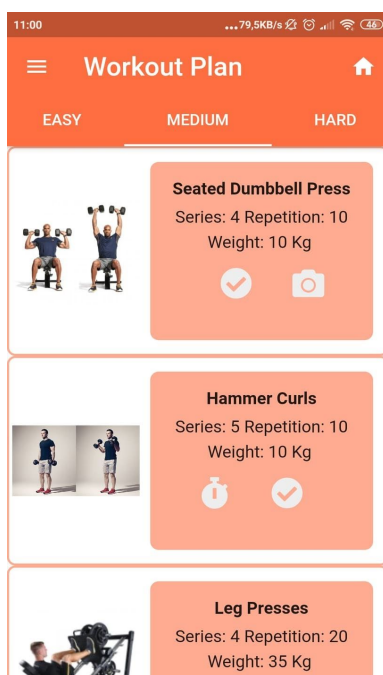 11:00
...79,5KB/s 46
Workout Plan
EASY MEDIUM HARD
Seated Dumbbell Press
Series: 4 Repetition: 10
Weight: 10 Kg
Hammer Curls
Series: 5 Repetition: 10
Weight: 10 Kg
Leg Presses
Series: 4 Repetition: 20
Weight: 35 Kg